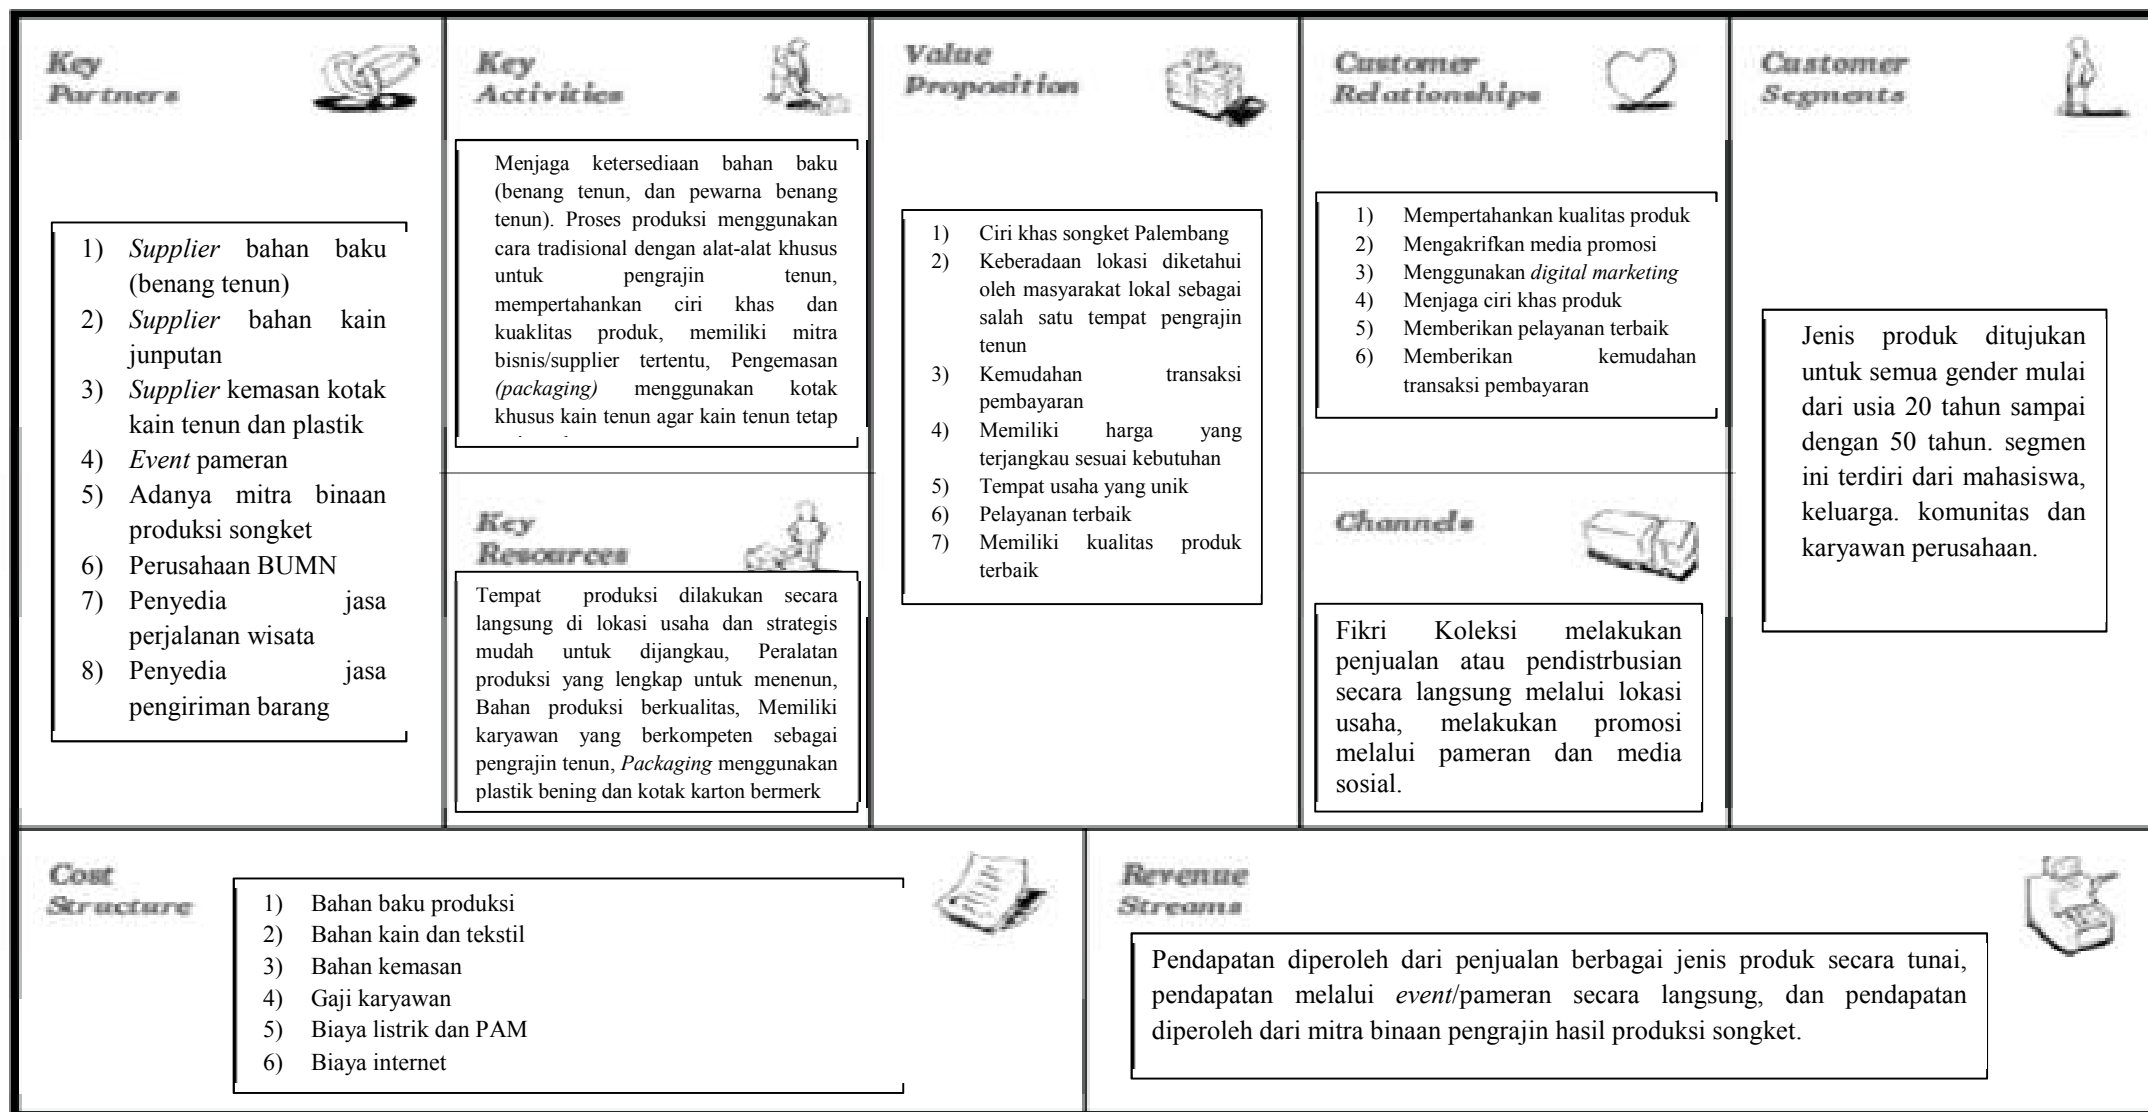 Key
Partners
1) Supplier bahan baku
(benang tenun)
2) Supplier bahan kain
junputan
3) Supplier kemasan kotak
kain tenun dan plastik
4) Event pameran
5) Adanya mitra binaan
produksi songket
6) Perusahaan BUMN
7) Penyedia jasa
perjalanan wisata
8) Penyedia jasa
pengiriman barang
Key
Activities
Menjaga ketersediaan bahan baku
(benang tenun, dan pewarna benang
tenun). Proses produksi menggunakan
cara tradisional dengan alat-alat khusus
untuk pengrajin tenun,
mempertahankan ciri khas dan
kuaklitas produk, memiliki mitra
bisnis/supplier tertentu, Pengemasan
(packaging) menggunakan kotak
khusus kain tenun agar kain tenun tetap
Key
Resources
Tempat produksi dilakukan secara
langsung di lokasi usaha dan strategis
mudah untuk dijangkau, Peralatan
produksi yang lengkap untuk menenun,
Bahan produksi berkualitas, Memiliki
karyawan yang berkompeten sebagai
pengrajin tenun, Packaging menggunakan
plastik bening dan kotak karton bermerk
Value
Proposition
1) Ciri khas songket Palembang
2) Keberadaan lokasi diketahui
oleh masyarakat lokal sebagai
salah satu tempat pengrajin
tenun
3) Kemudahan transaksi
pembayaran
4) Memiliki harga yang
terjangkau sesuai kebutuhan
5) Tempat usaha yang unik
6) Pelayanan terbaik
7) Memiliki kualitas produk
terbaik
Customer
Relationships
1) Mempertahankan kualitas produk
2) Mengakrifkan media promosi
3) Menggunakan digital marketing
4) Menjaga ciri khas produk
5) Memberikan pelayanan terbaik
6) Memberikan kemudahan
transaksi pembayaran
Channels
Fikri Koleksi melakukan
penjualan atau pendistrbusian
secara langsung melalui lokasi
usaha, melakukan promosi
melalui pameran dan media
sosial.
Customer
Segments
Jenis produk ditujukan
untuk semua gender mulai
dari usia 20 tahun sampai
dengan 50 tahun. segmen
ini terdiri dari mahasiswa,
keluarga. komunitas dan
karyawan perusahaan.
Cost
Structure
1) Bahan baku produksi
2) Bahan kain dan tekstil
3) Bahan kemasan
4) Gaji karyawan
5) Biaya listrik dan PAM
6) Biaya internet
Revenue
Streams
Pendapatan diperoleh dari penjualan berbagai jenis produk secara tunai,
pendapatan melalui event/pameran secara langsung, dan pendapatan
diperoleh dari mitra binaan pengrajin hasil produksi songket.